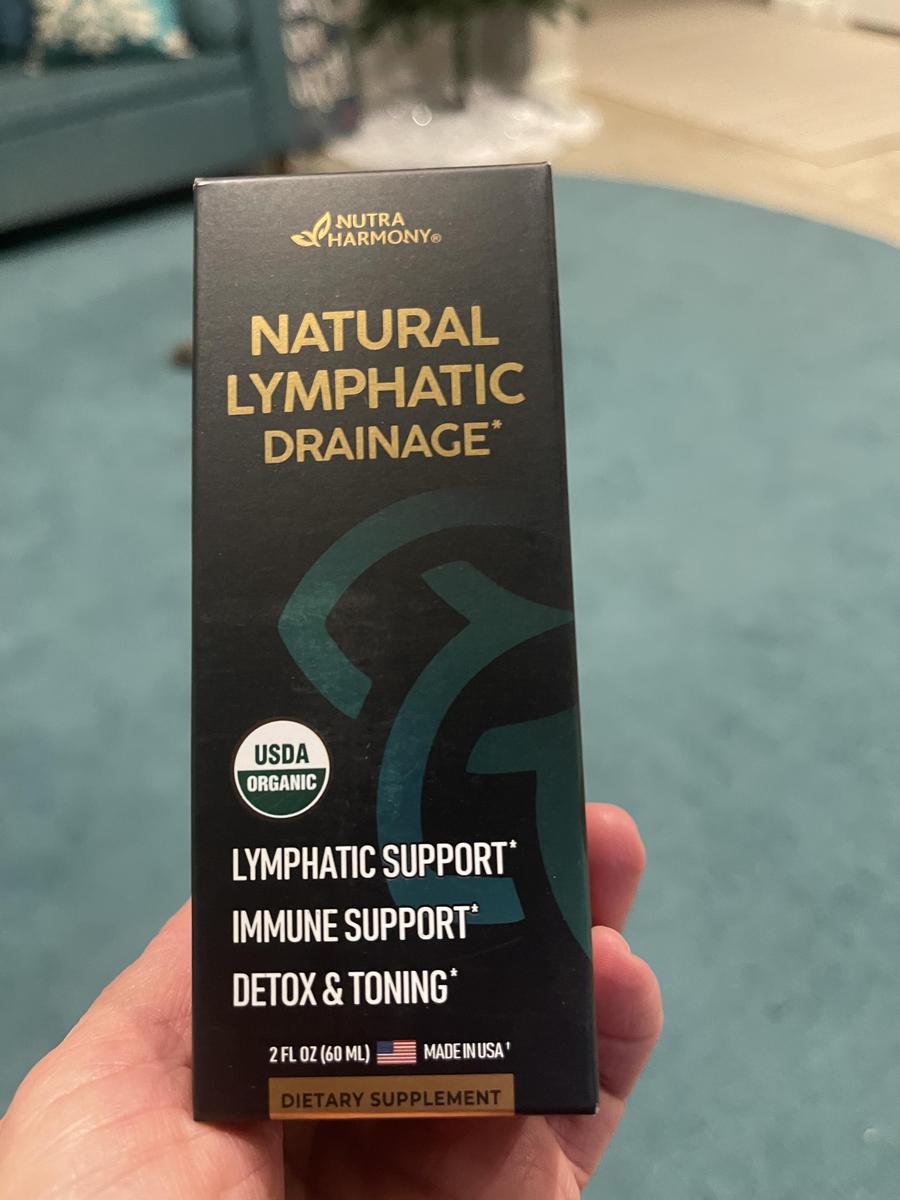 NUTRA
HARMONY®
NATURAL
LYMPHATIC
DRAINAGE*
USDA
ORGANIC
LYMPHATIC SUPPORT*
IMMUNE SUPPORT*
DETOX & TONING*
2 FL OZ (60 ML) MADE IN USA†
DIETARY SUPPLEMENT